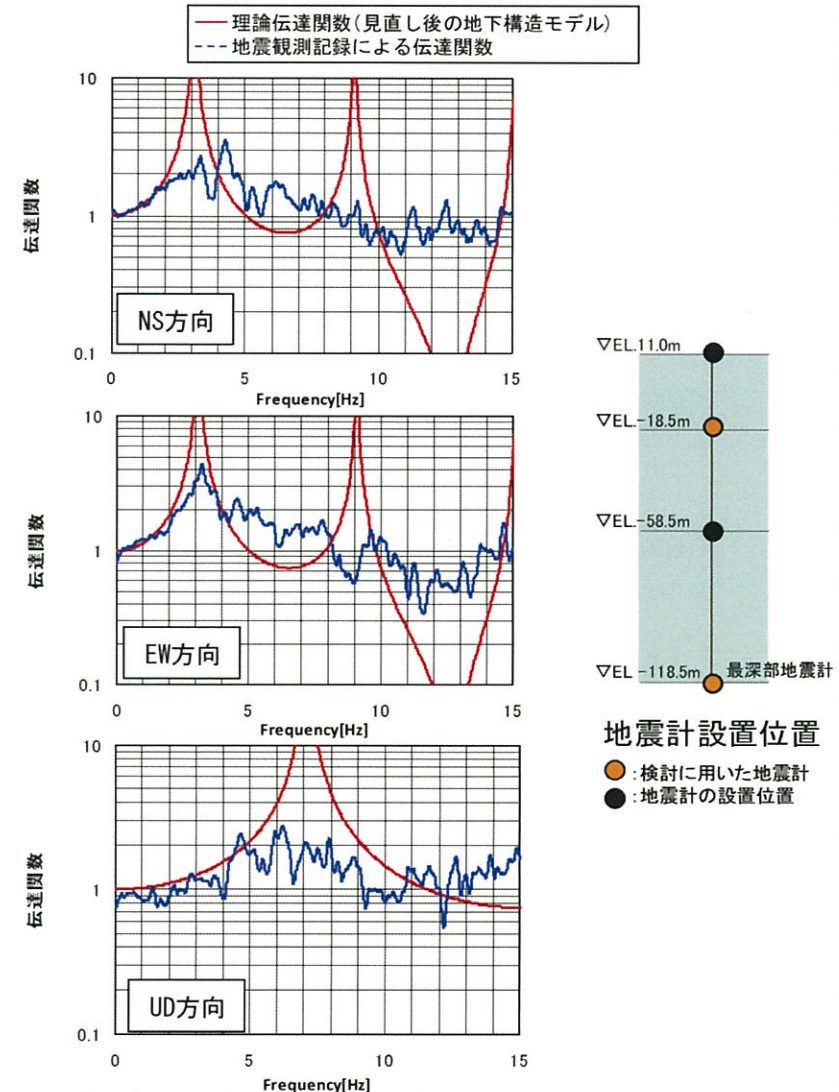 理論伝達関数(見直し後の地下構造モデル)
地震観測記録による伝達関数
10
1
0.1
伝達関数
NS方向
0 5 10 15
Frequency[Hz]
10
1
0.1
伝達関数
EW方向
0 5 10 15
Frequency[Hz]
10
1
0.1
伝達関数
UD方向
0 5 10 15
Frequency[Hz]
▽EL.11.0m
▽EL.-18.5m
▽EL.-58.5m
▽EL -118.5m 最深部地震計
地震計設置位置
:検討に用いた地震計
:地震計の設置位置